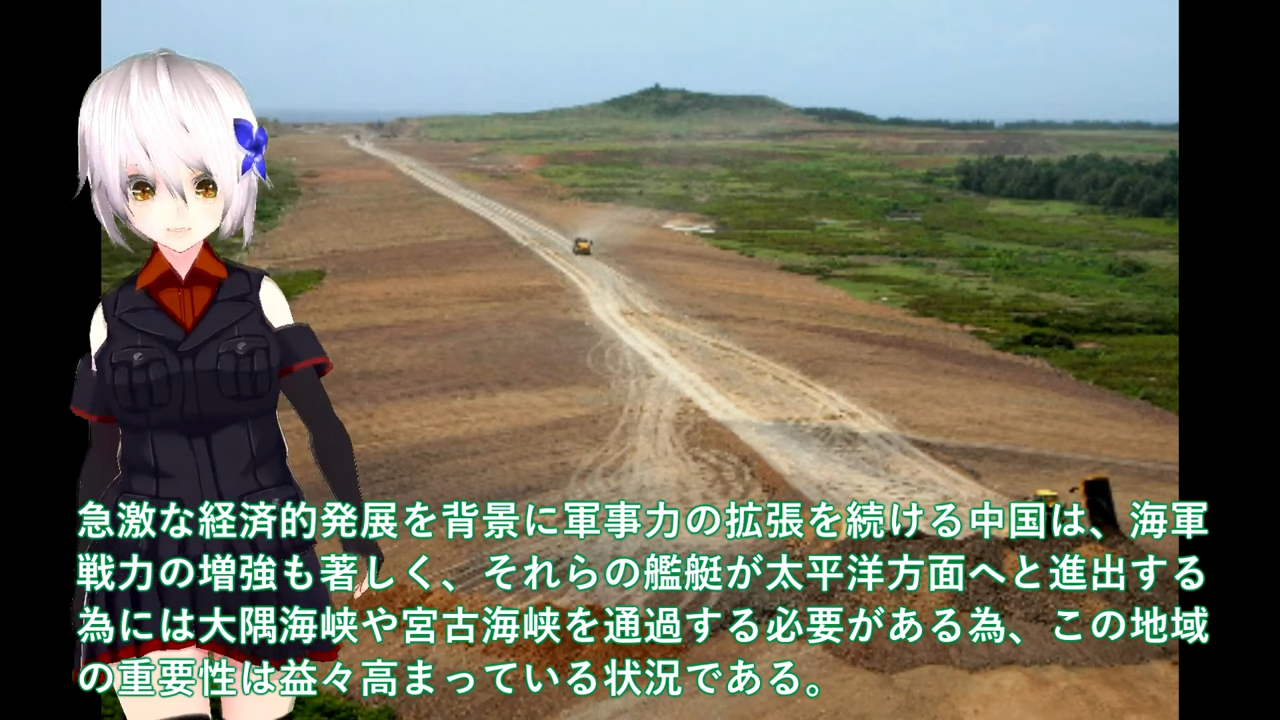 急激な経済的発展を背景に軍事力の拡張を続ける中国は、海軍
戦力の増強も著しく、それらの艦艇が太平洋方面へと進出する
為には大隅海峡や宮古海峡を通過する必要がある為、この地域
の重要性は益々高まっている状況である。